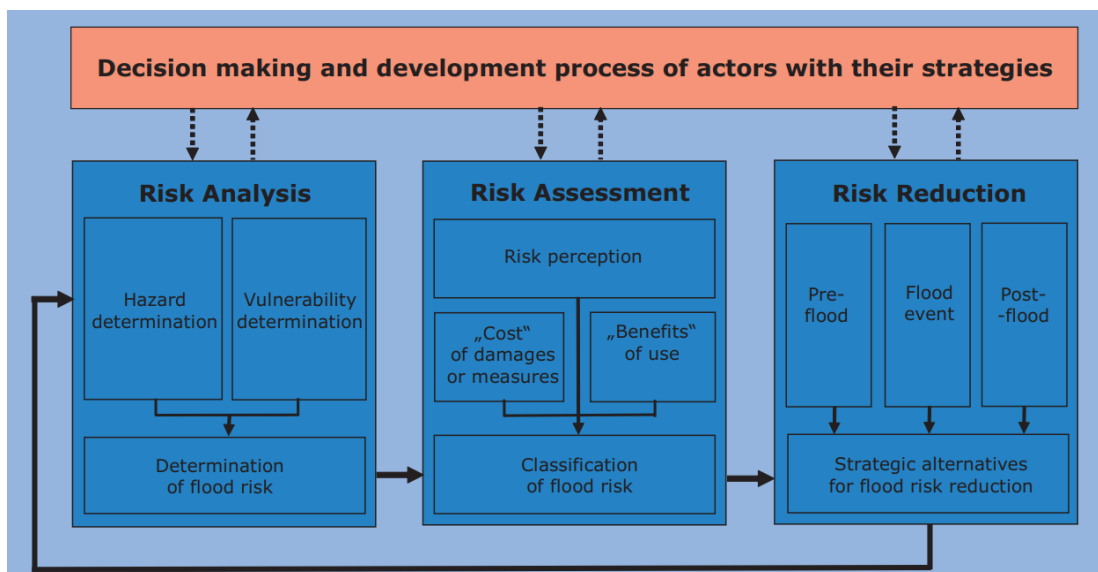 Decision making and development process of actors with their strategies
Risk Analysis
Hazard
determination
Vulnerability
determination
Determination
of flood risk
Risk Assessment
Risk perception
„Cost“
of damages
or measures
„Benefits“
of use
Classification
of flood risk
Risk Reduction
Pre-
flood
Flood
event
Post-
-flood
Strategic alternatives
for flood risk reduction